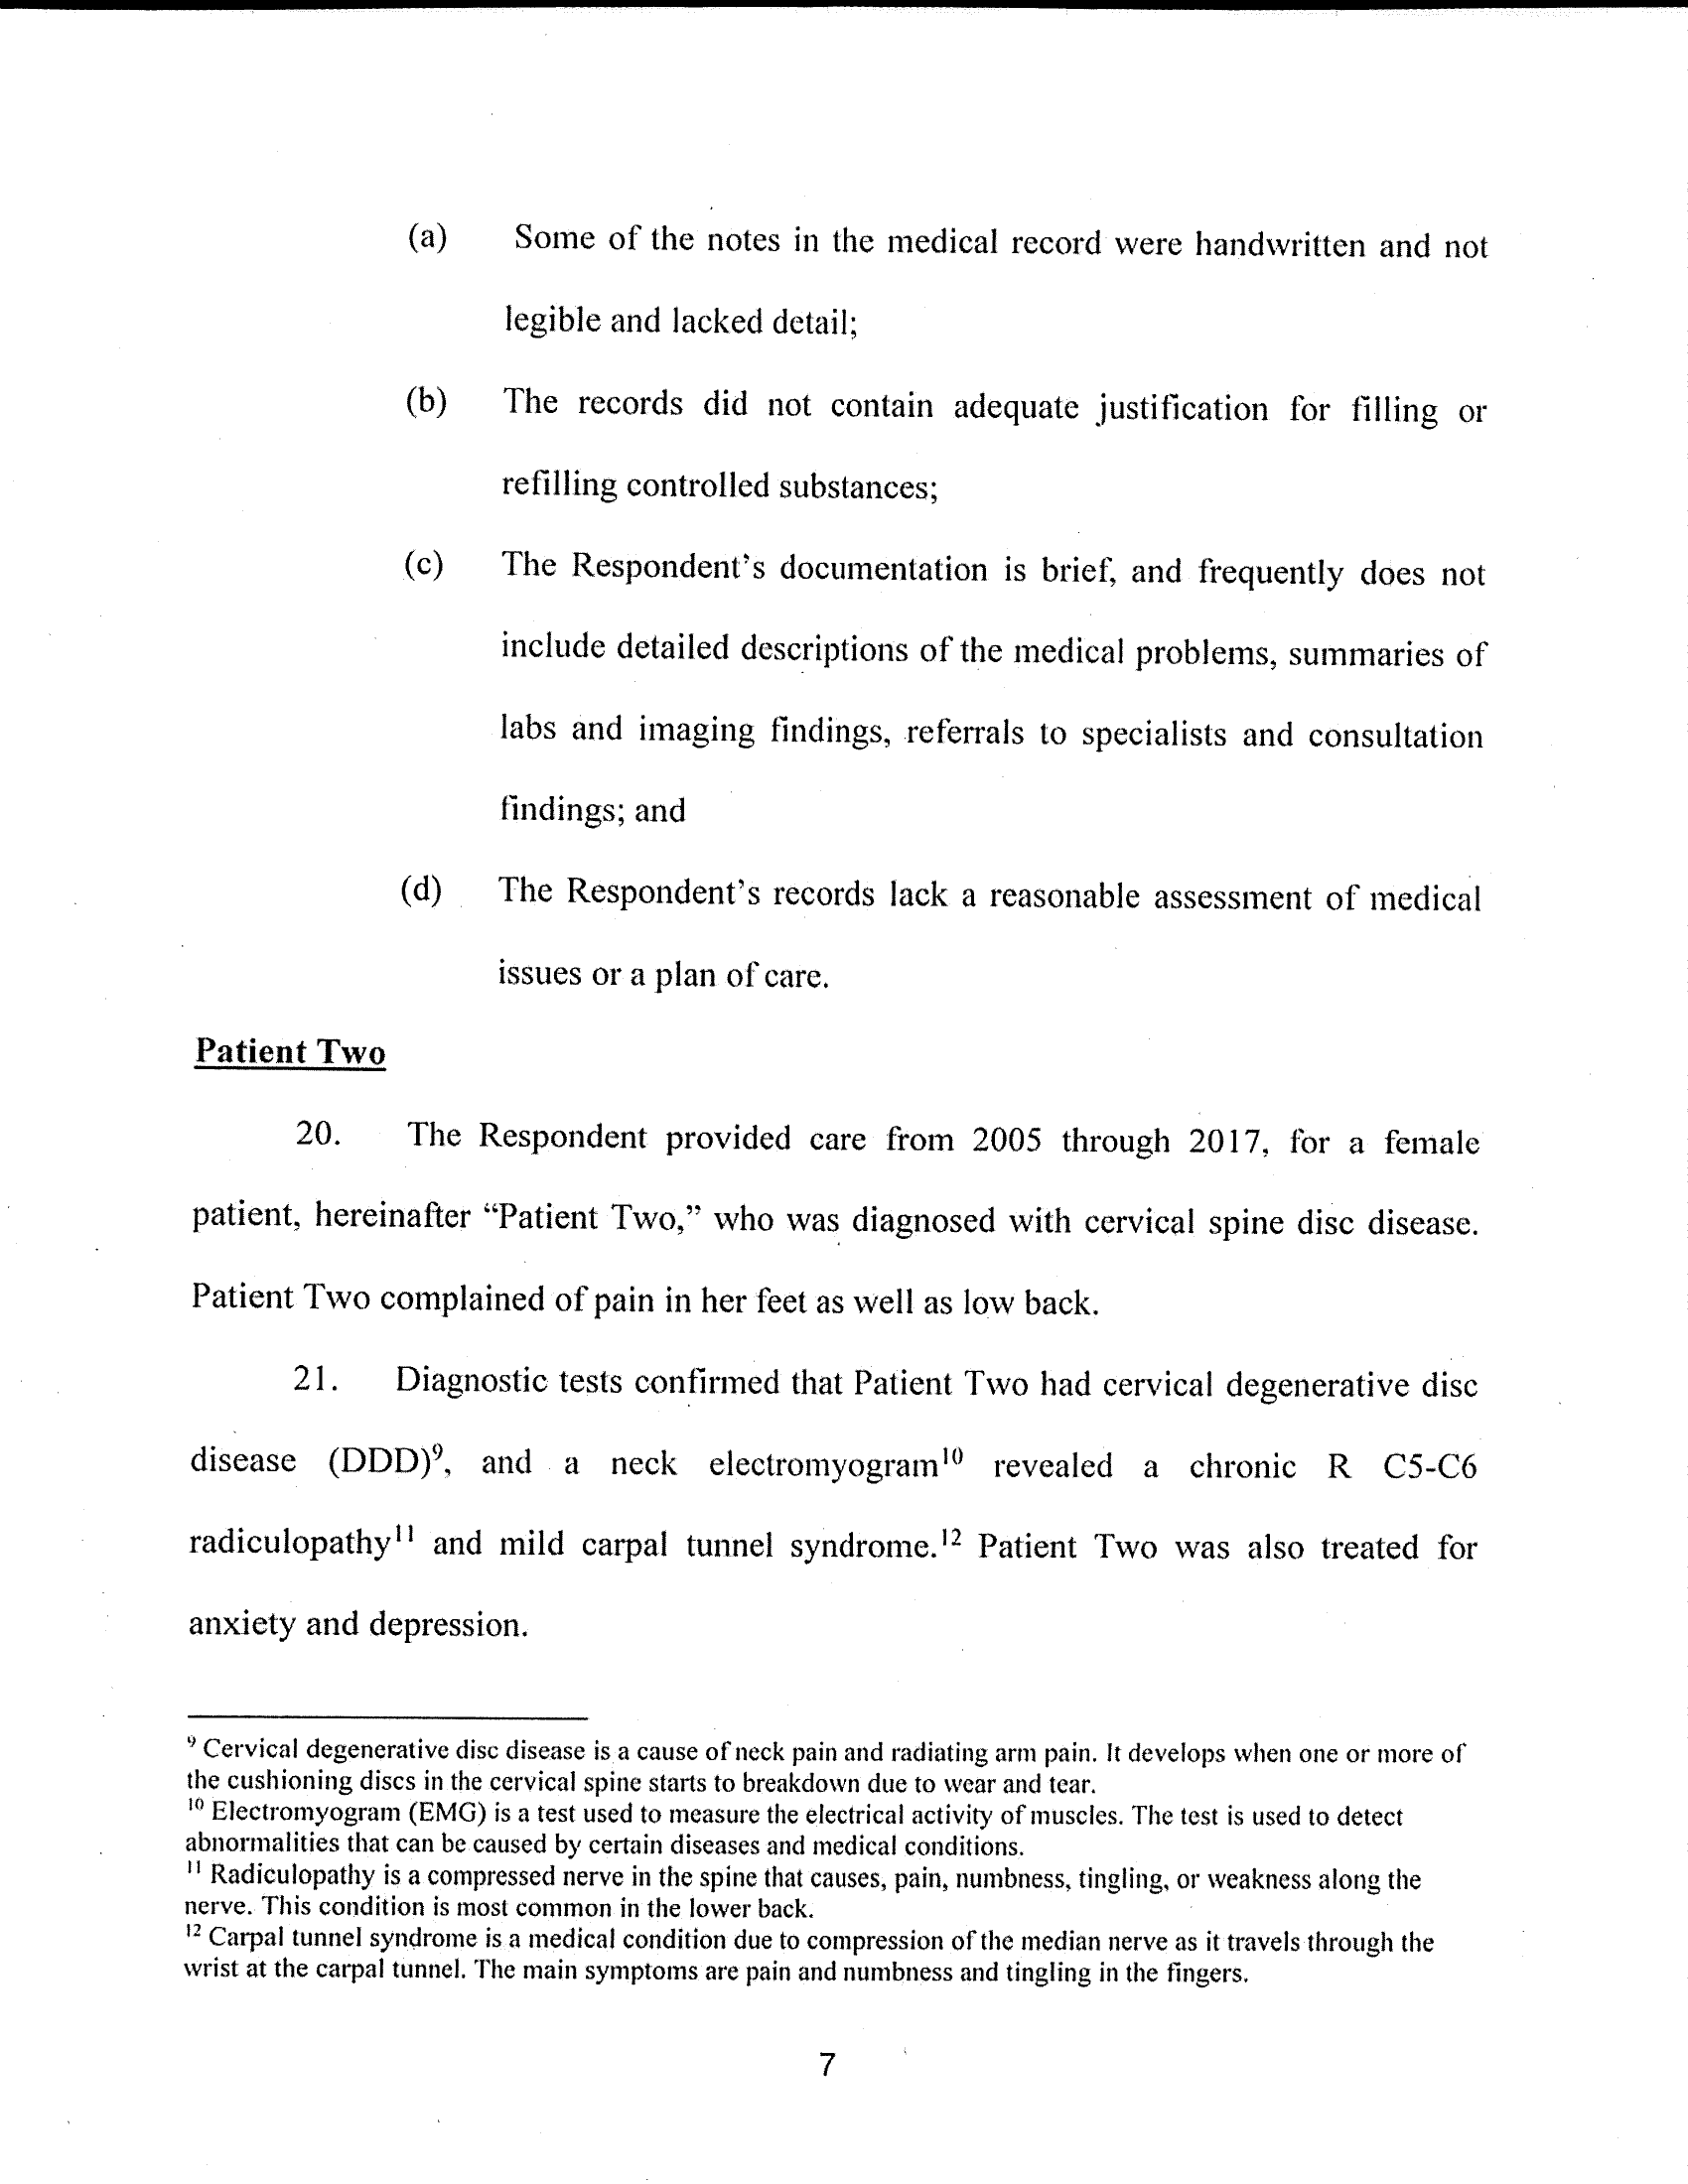 (a) Some of the notes in the medical record were handwritten and not
legible and lacked detail;
(b) The records did not contain adequate justification for filling or
refilling controlled substances;
(c) The Respondent's documentation is brief, and frequently does not
include detailed descriptions of the medical problems, summaries of
labs and imaging findings, referrals to specialists and consultation
findings; and
(d) The Respondent's records lack a reasonable assessment of medical
issues or a plan of care.
Patient Two
20. The Respondent provided care from 2005 through 2017, for a female
patient, hereinafter “Patient Two,” who was diagnosed with cervical spine disc disease.
Patient Two complained of pain in her feet as well as low back.
21. Diagnostic tests confirmed that Patient Two had cervical degenerative disc
disease (DDD)⁹, and a neck electromyogram¹⁰ revealed a chronic R C5-C6
radiculopathy¹¹ and mild carpal tunnel syndrome.¹² Patient Two was also treated for
anxiety and depression.
⁹ Cervical degenerative disc disease is a cause of neck pain and radiating arm pain. It develops when one or more of
the cushioning discs in the cervical spine starts to breakdown due to wear and tear.
¹⁰ Electromyogram (EMG) is a test used to measure the electrical activity of muscles. The test is used to detect
abnormalities that can be caused by certain diseases and medical conditions.
¹¹ Radiculopathy is a compressed nerve in the spine that causes, pain, numbness, tingling, or weakness along the
nerve. This condition is most common in the lower back.
¹² Carpal tunnel syndrome is a medical condition due to compression of the median nerve as it travels through the
wrist at the carpal tunnel. The main symptoms are pain and numbness and tingling in the fingers.
7